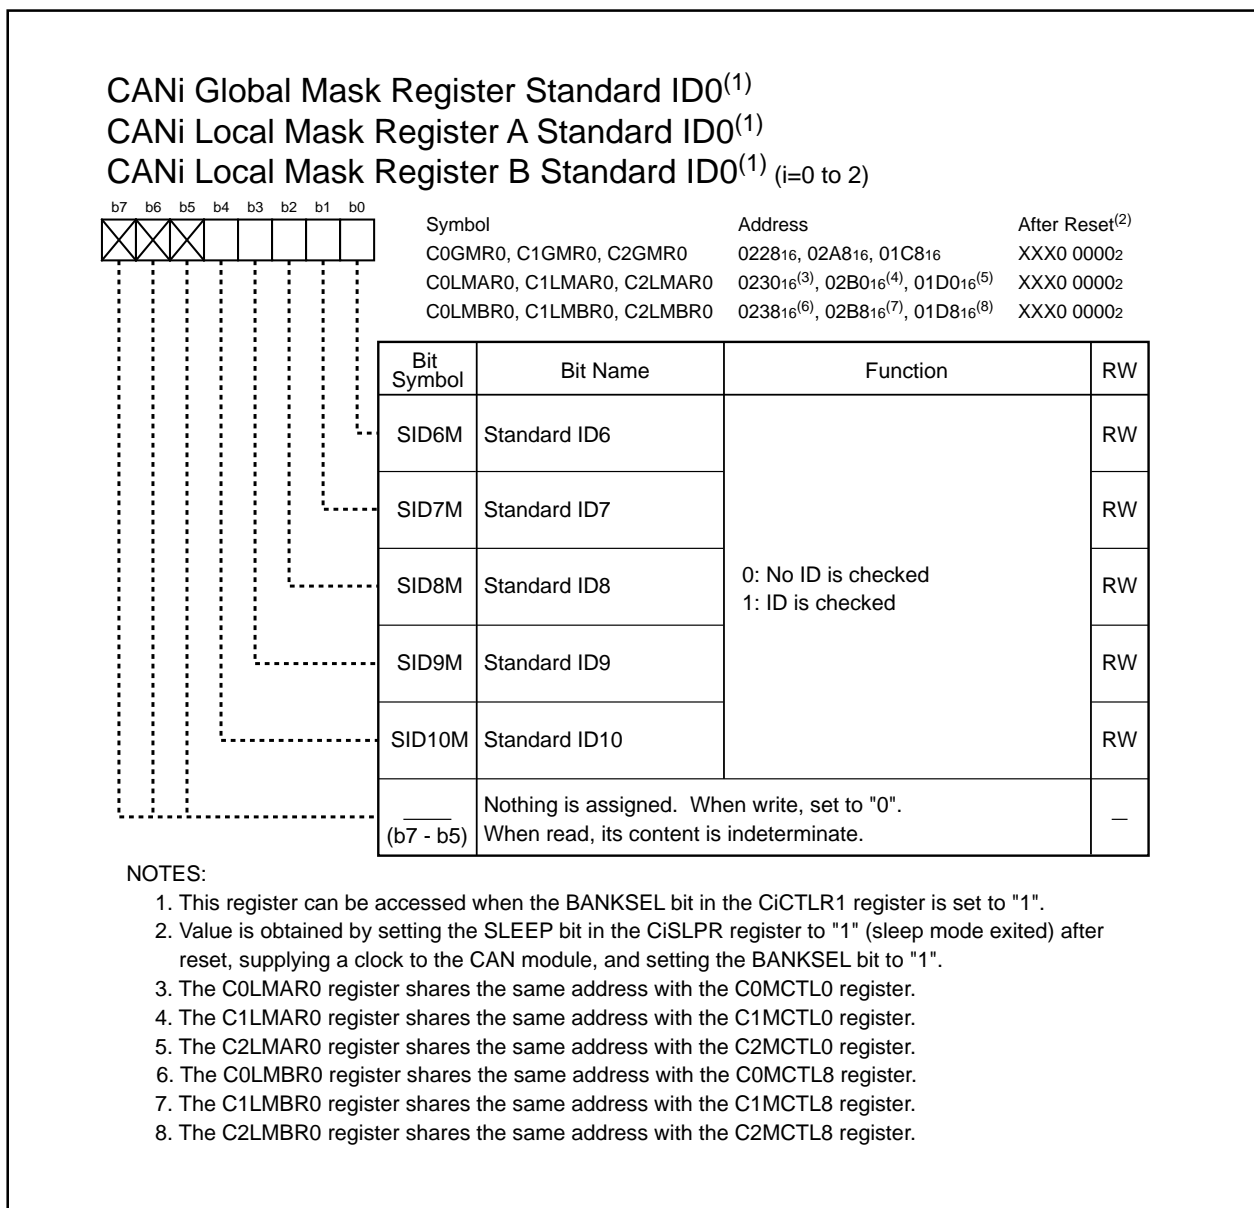 CANi Global Mask Register Standard ID0(1)
CANi Local Mask Register A Standard ID0(1)
CANi Local Mask Register B Standard ID0(1) (i=0 to 2)
b7 b6 b5 b4 b3 b2 b1 b0
Symbol Address After Reset(2)
C0GMR0, C1GMR0, C2GMR0 022816, 02A816, 01C816 XXX0 00002
C0LMAR0, C1LMAR0, C2LMAR0 023016(3), 02B016(4), 01D016(5) XXX0 00002
C0LMBR0, C1LMBR0, C2LMBR0 023816(6), 02B816(7), 01D816(8) XXX0 00002
Bit Symbol Bit Name Function RW
SID6M Standard ID6 RW
SID7M Standard ID7 RW
SID8M Standard ID8 RW
0: No ID is checked
1: ID is checked
SID9M Standard ID9 RW
SID10M Standard ID10 RW
(b7 - b5) Nothing is assigned. When write, set to "0".
When read, its content is indeterminate. —
NOTES:
1. This register can be accessed when the BANKSEL bit in the CiCTLR1 register is set to "1".
2. Value is obtained by setting the SLEEP bit in the CiSLPR register to "1" (sleep mode exited) after
reset, supplying a clock to the CAN module, and setting the BANKSEL bit to "1".
3. The C0LMAR0 register shares the same address with the C0MCTL0 register.
4. The C1LMAR0 register shares the same address with the C1MCTL0 register.
5. The C2LMAR0 register shares the same address with the C2MCTL0 register.
6. The C0LMBR0 register shares the same address with the C0MCTL8 register.
7. The C1LMBR0 register shares the same address with the C1MCTL8 register.
8. The C2LMBR0 register shares the same address with the C2MCTL8 register.